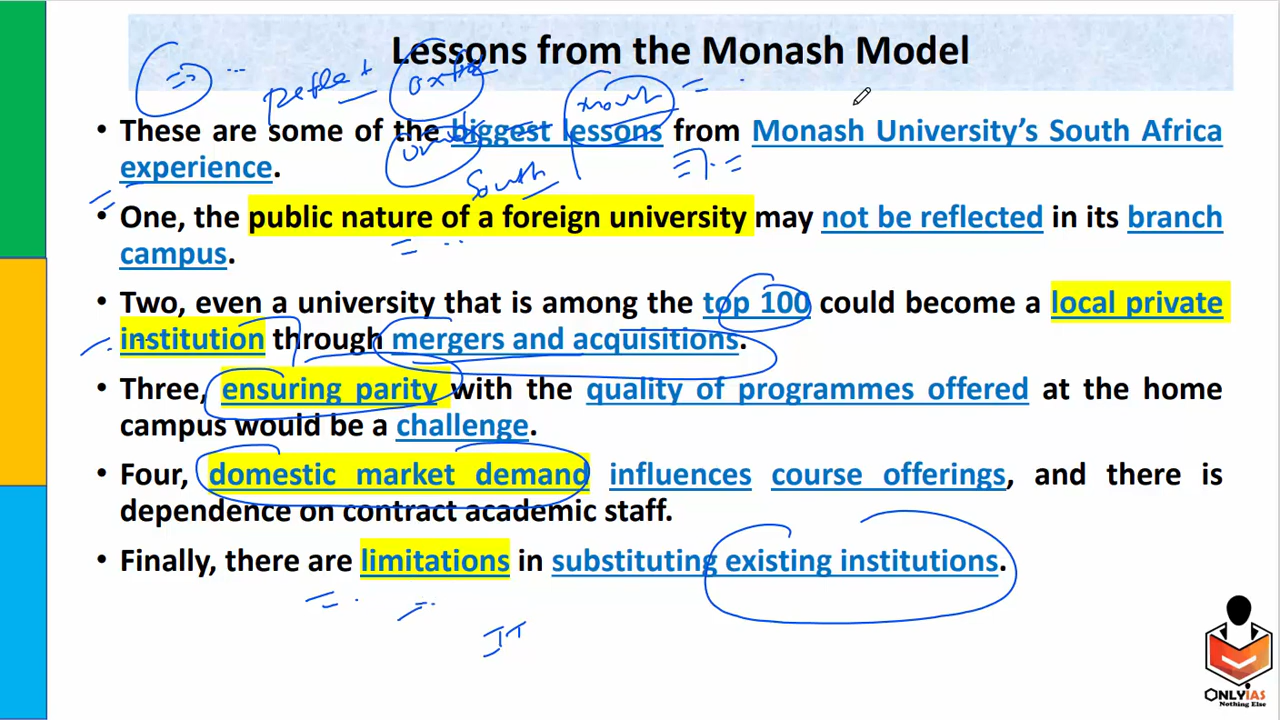 Lessons from the Monash Model
reflect
South
• These are some of the biggest lessons from Monash University's South Africa
experience.
• One, the public nature of a foreign university may not be reflected in its branch
campus.
• Two, even a university that is among the top 100 could become a local private
institution through mergers and acquisitions.
• Three, ensuring parity with the quality of programmes offered at the home
campus would be a challenge.
• Four, domestic market demand influences course offerings, and there is
dependence on contract academic staff.
• Finally, there are limitations in substituting existing institutions.
ONLYIAS
Nothing Else